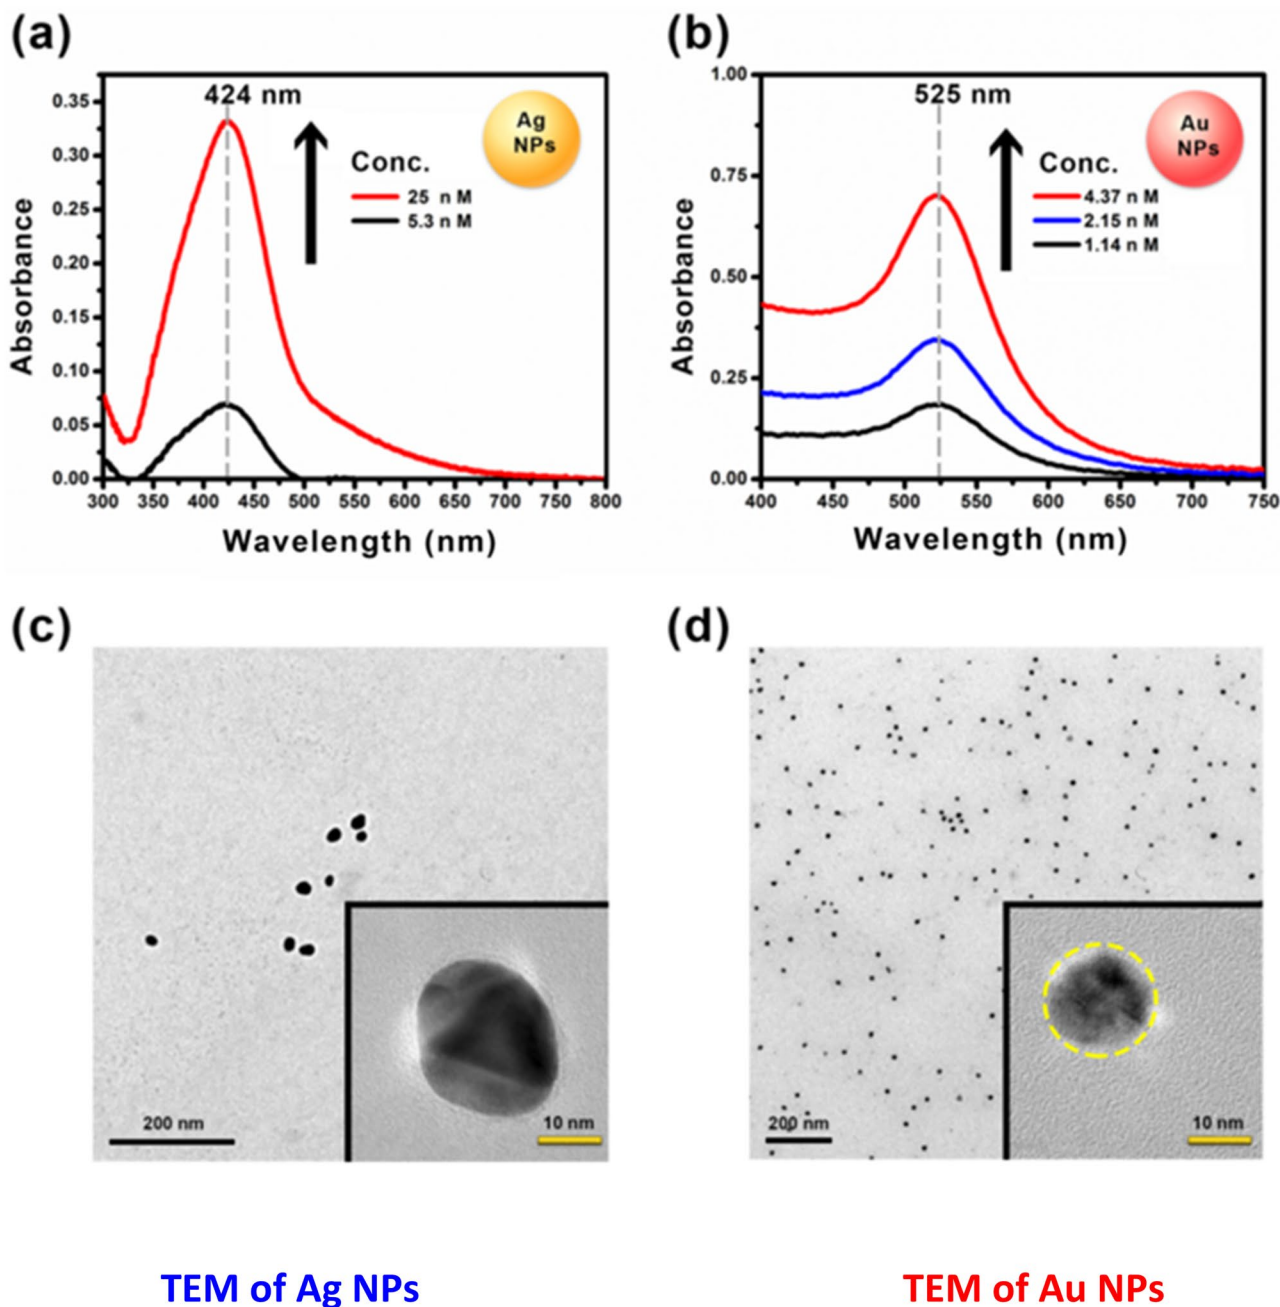 (a)
424 nm
Ag
NPs
Conc.
25 n M
5.3 n M
0.35
0.30
0.25
0.20
0.15
0.10
0.05
0.00
Absorbance
300 350 400 450 500 550 600 650 700 750 800
Wavelength (nm)
(b)
525 nm
Au
NPs
Conc.
4.37 n M
2.15 n M
1.14 n M
1.00
0.75
0.50
0.25
0.00
Absorbance
400 450 500 550 600 650 700 750
Wavelength (nm)
(c)
200 nm
10 nm
(d)
200 nm
10 nm
TEM of Ag NPs
TEM of Au NPs